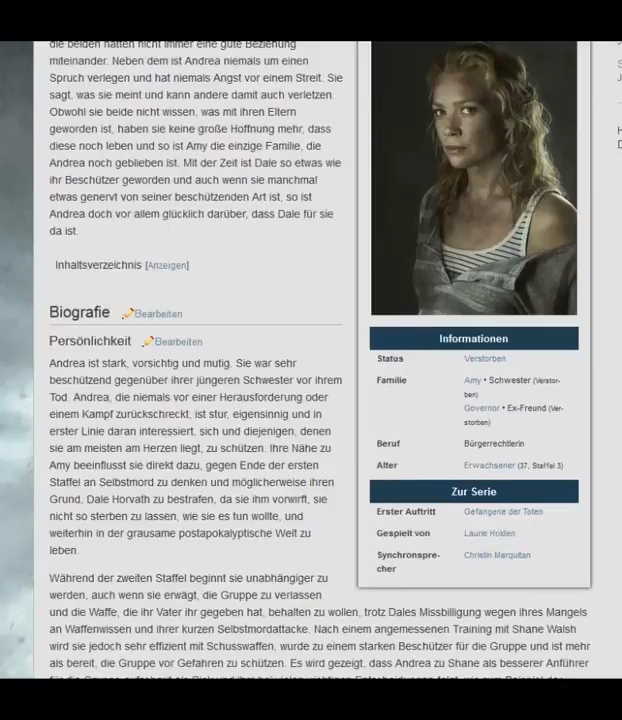 die beiden hatten nicht immer eine gute Beziehung
miteinander. Neben dem ist Andrea niemals um einen
Spruch verlegen und hat niemals Angst vor einem Streit. Sie
sagt, was sie meint und kann andere damit auch verletzen.
Obwohl sie beide nicht wissen, was mit ihren Eltern
geworden ist, haben sie keine große Hoffnung mehr, dass
diese noch leben und so ist Amy die einzige Familie, die
Andrea noch geblieben ist. Mit der Zeit ist Dale so etwas wie
ihr Beschützer geworden und auch wenn sie manchmal
etwas genervt von seiner beschützenden Art ist, so ist
Andrea doch vor allem glücklich darüber, dass Dale für sie
da ist.
Inhaltsverzeichnis [Anzeigen]
Biografie Bearbeiten
Persönlichkeit Bearbeiten
Andrea ist stark, vorsichtig und mutig. Sie war sehr
beschützend gegenüber ihrer jüngeren Schwester vor ihrem
Tod. Andrea, die niemals vor einer Herausforderung oder
einem Kampf zurückschreckt, ist stur, eigensinnig und in
erster Linie daran interessiert, sich und diejenigen, denen
sie am meisten am Herzen liegt, zu schützen. Ihre Nähe zu
Amy beeinflusst sie direkt dazu, gegen Ende der ersten
Staffel an Selbstmord zu denken und möglicherweise ihren
Grund, Dale Horvath zu bestrafen, da sie ihm vorwirft, sie
nicht so sterben zu lassen, wie sie es tun wollte, und
weiterhin in der grausame postapokalyptische Welt zu
leben.
Während der zweiten Staffel beginnt sie unabhängiger zu
werden, auch wenn sie erwägt, die Gruppe zu verlassen
und die Waffe, die ihr Vater ihr gegeben hat, behalten zu wollen, trotz Dales Missbilligung wegen ihres Mangels
an Waffenwissen und ihrer kurzen Selbstmordattacke. Nach einem angemessenen Training mit Shane Walsh
wird sie jedoch sehr effizient mit Schusswaffen, wurde zu einem starken Beschützer für die Gruppe und ist mehr
als bereit, die Gruppe vor Gefahren zu schützen. Es wird gezeigt, dass Andrea zu Shane als besserer Anführer
Informationen
Status Verstorben
Familie Amy • Schwester (Verstor-
ben)
Governor • Ex-Freund (Ver-
storben)
Beruf Bürgerrechtlerin
Alter Erwachsener (37, Staffel 3)
Zur Serie
Erster Auftritt Gefangene der Toten
Gespielt von Laurie Holden
Synchronspre- Christin Marquitan
cher